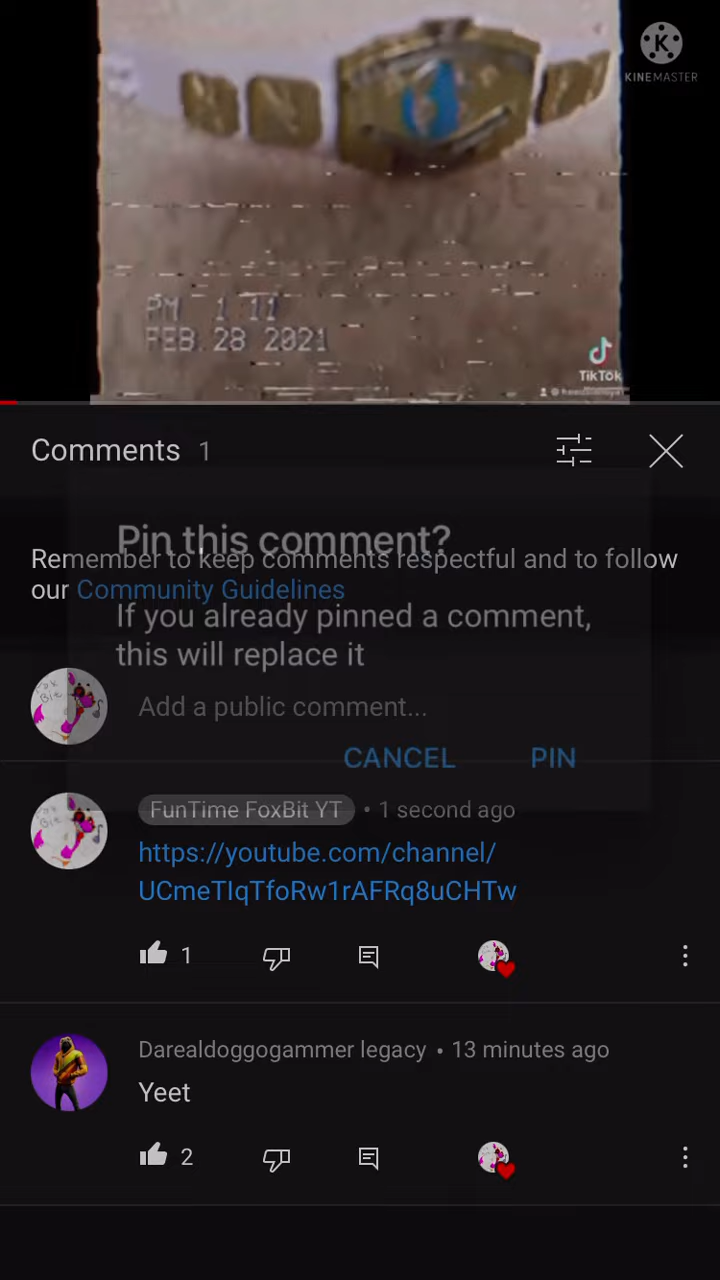 KINEMASTER
PM 1:11
FEB. 28 2021
TikTok
Comments 1
Pin this comment?
Remember to keep comments respectful and to follow
our Community Guidelines
If you already pinned a comment,
this will replace it
Add a public comment...
CANCEL PIN
FunTime FoxBit YT • 1 second ago
https://youtube.com/channel/
UCmeTIqTfoRw1rAFRq8uCHTw
1
Darealdoggogammer legacy • 13 minutes ago
Yeet
2